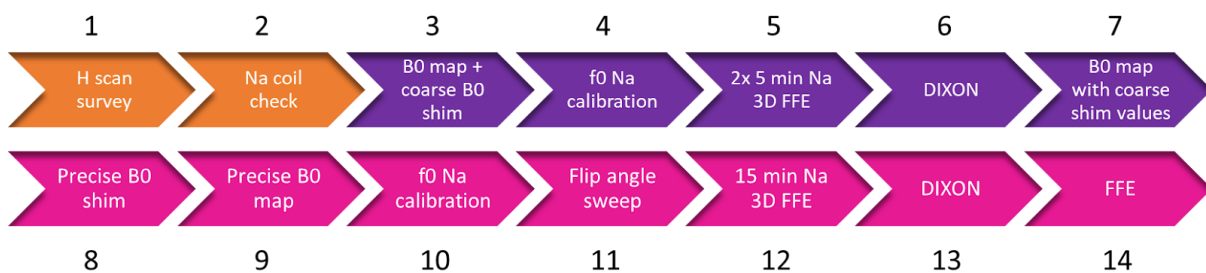 1 2 3 4 5 6 7
H scan
survey
Na coil
check
B0 map +
coarse B0
shim
f0 Na
calibration
2x 5 min Na
3D FFE
DIXON
B0 map
with coarse
shim values
Precise B0
shim
Precise B0
map
f0 Na
calibration
Flip angle
sweep
15 min Na
3D FFE
DIXON
FFE
8 9 10 11 12 13 14